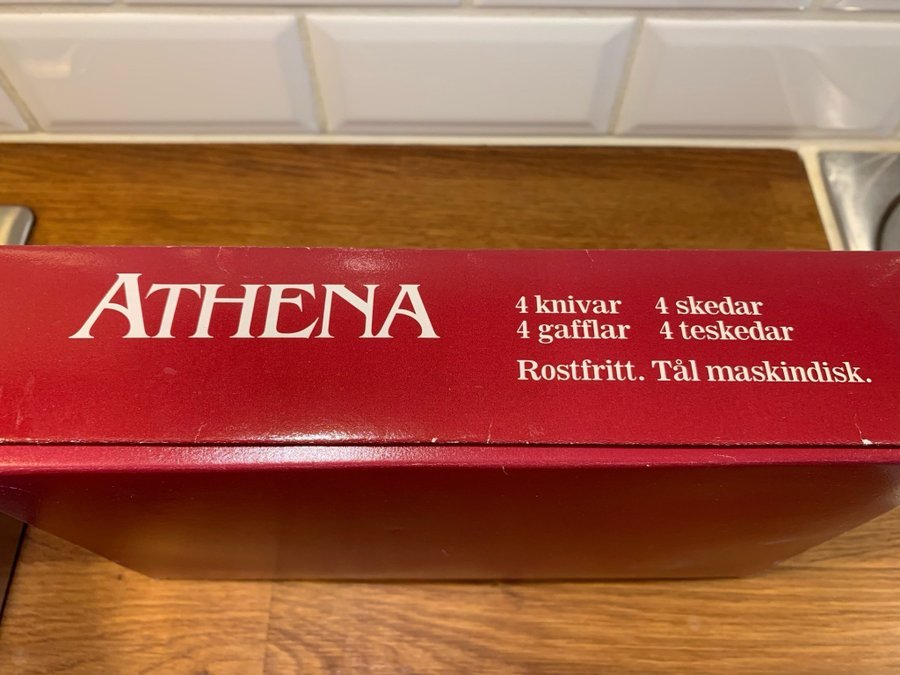 ATHENA
4 knivar 4 skedar
4 gafflar 4 teskedar
Rostfritt. Tål maskindisk.